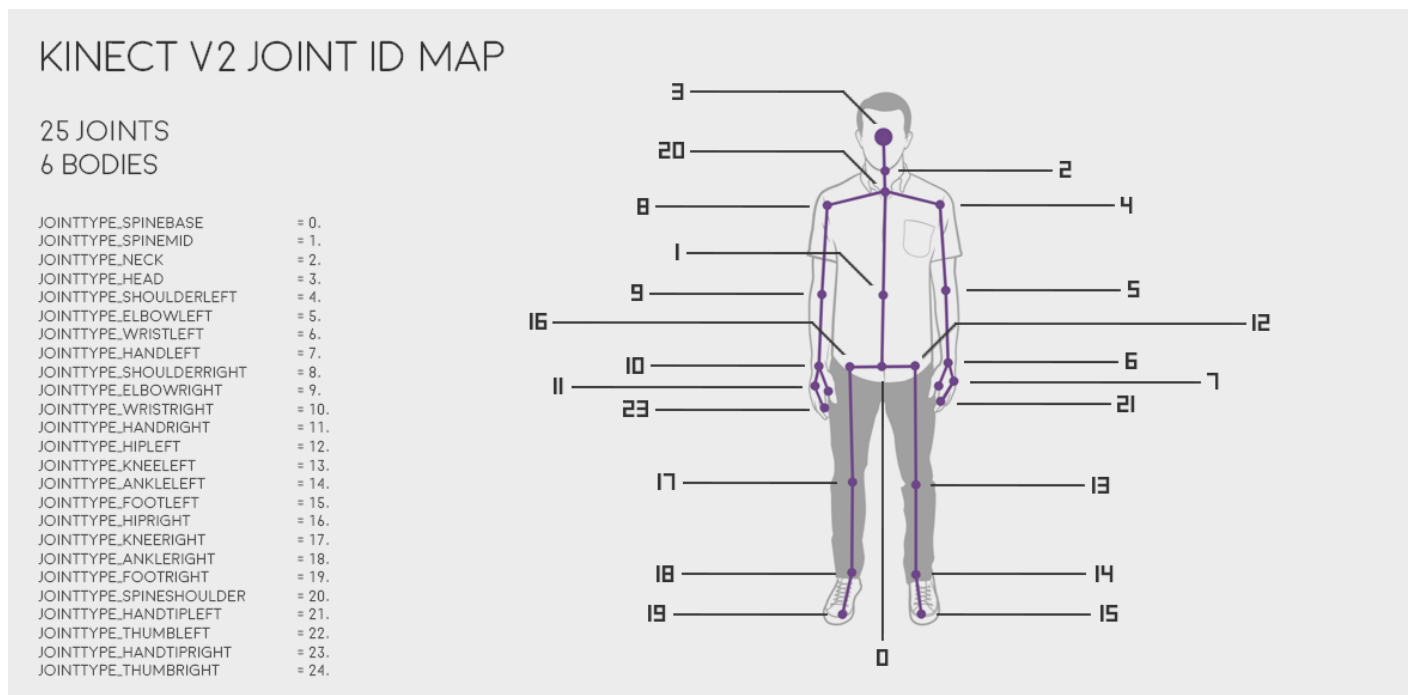 KINECT V2 JOINT ID MAP
25 JOINTS
6 BODIES
JOINTTYPE_SPINEBASE = 0.
JOINTTYPE_SPINEMID = 1.
JOINTTYPE_NECK = 2.
JOINTTYPE_HEAD = 3.
JOINTTYPE_SHOULDERLEFT = 4.
JOINTTYPE_ELBOWLEFT = 5.
JOINTTYPE_WRISTLEFT = 6.
JOINTTYPE_HANDLEFT = 7.
JOINTTYPE_SHOULDERRIGHT = 8.
JOINTTYPE_ELBOWRIGHT = 9.
JOINTTYPE_WRISTRIGHT = 10.
JOINTTYPE_HANDRIGHT = 11.
JOINTTYPE_HIPLEFT = 12.
JOINTTYPE_KNEELEFT = 13.
JOINTTYPE_ANKLELEFT = 14.
JOINTTYPE_FOOTLEFT = 15.
JOINTTYPE_HIPRIGHT = 16.
JOINTTYPE_KNEERIGHT = 17.
JOINTTYPE_ANKLERIGHT = 18.
JOINTTYPE_FOOTRIGHT = 19.
JOINTTYPE_SPINESHOULDER = 20.
JOINTTYPE_HANDTIPLEFT = 21.
JOINTTYPE_THUMBLEFT = 22.
JOINTTYPE_HANDTIPRIGHT = 23.
JOINTTYPE_THUMBRIGHT = 24.
3
20
2
8
4
1
9
5
16
12
10
6
11
7
23
21
17
13
18
14
19
15
0